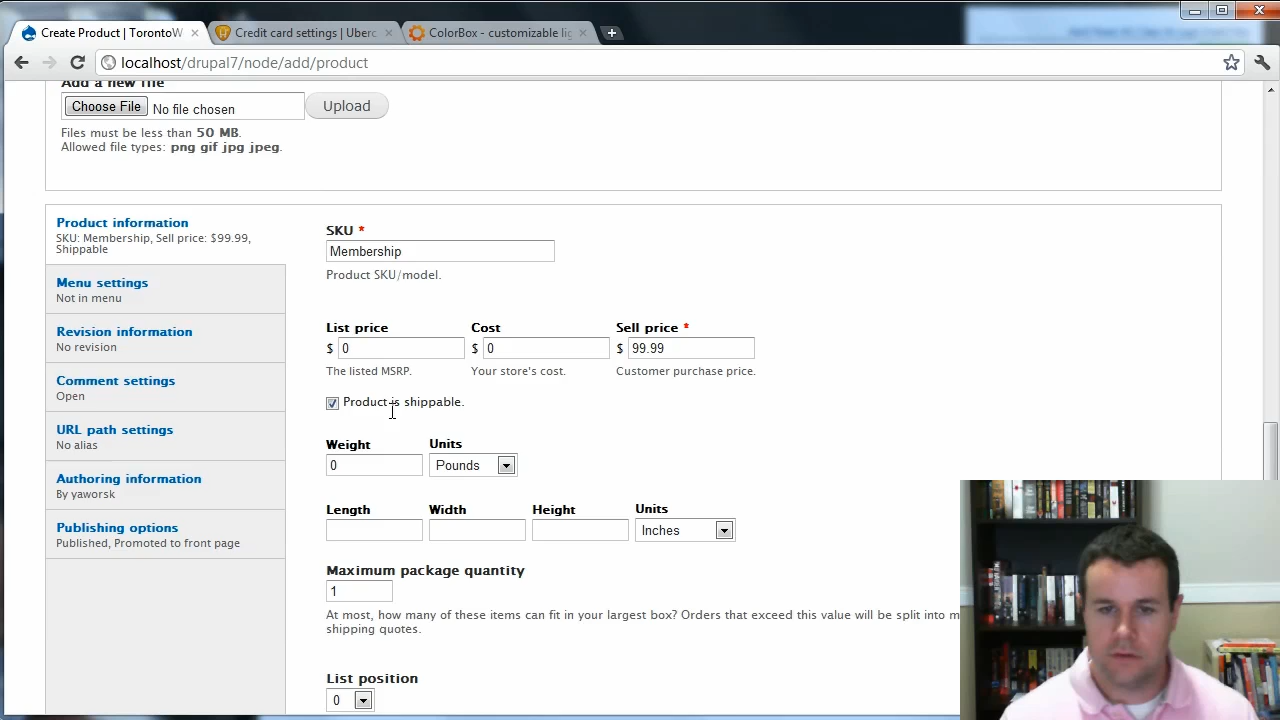 Create Product | TorontoW
Credit card settings | Uberc
ColorBox - customizable lig
localhost/drupal7/node/add/product
Add a new file
Choose File No file chosen Upload
Files must be less than 50 MB.
Allowed file types: png gif jpg jpeg.
Product information
SKU: Membership, Sell price: $99.99,
Shippable
Menu settings
Not in menu
Revision information
No revision
Comment settings
Open
URL path settings
No alias
Authoring information
By yaworsk
Publishing options
Published, Promoted to front page
SKU *
Membership
Product SKU/model.
List price Cost Sell price *
$ 0 $ 0 $ 99.99
The listed MSRP. Your store's cost. Customer purchase price.
Product is shippable.
Weight Units
0 Pounds
Length Width Height Units
Inches
Maximum package quantity
1
At most, how many of these items can fit in your largest box? Orders that exceed this value will be split into m
shipping quotes.
List position
0